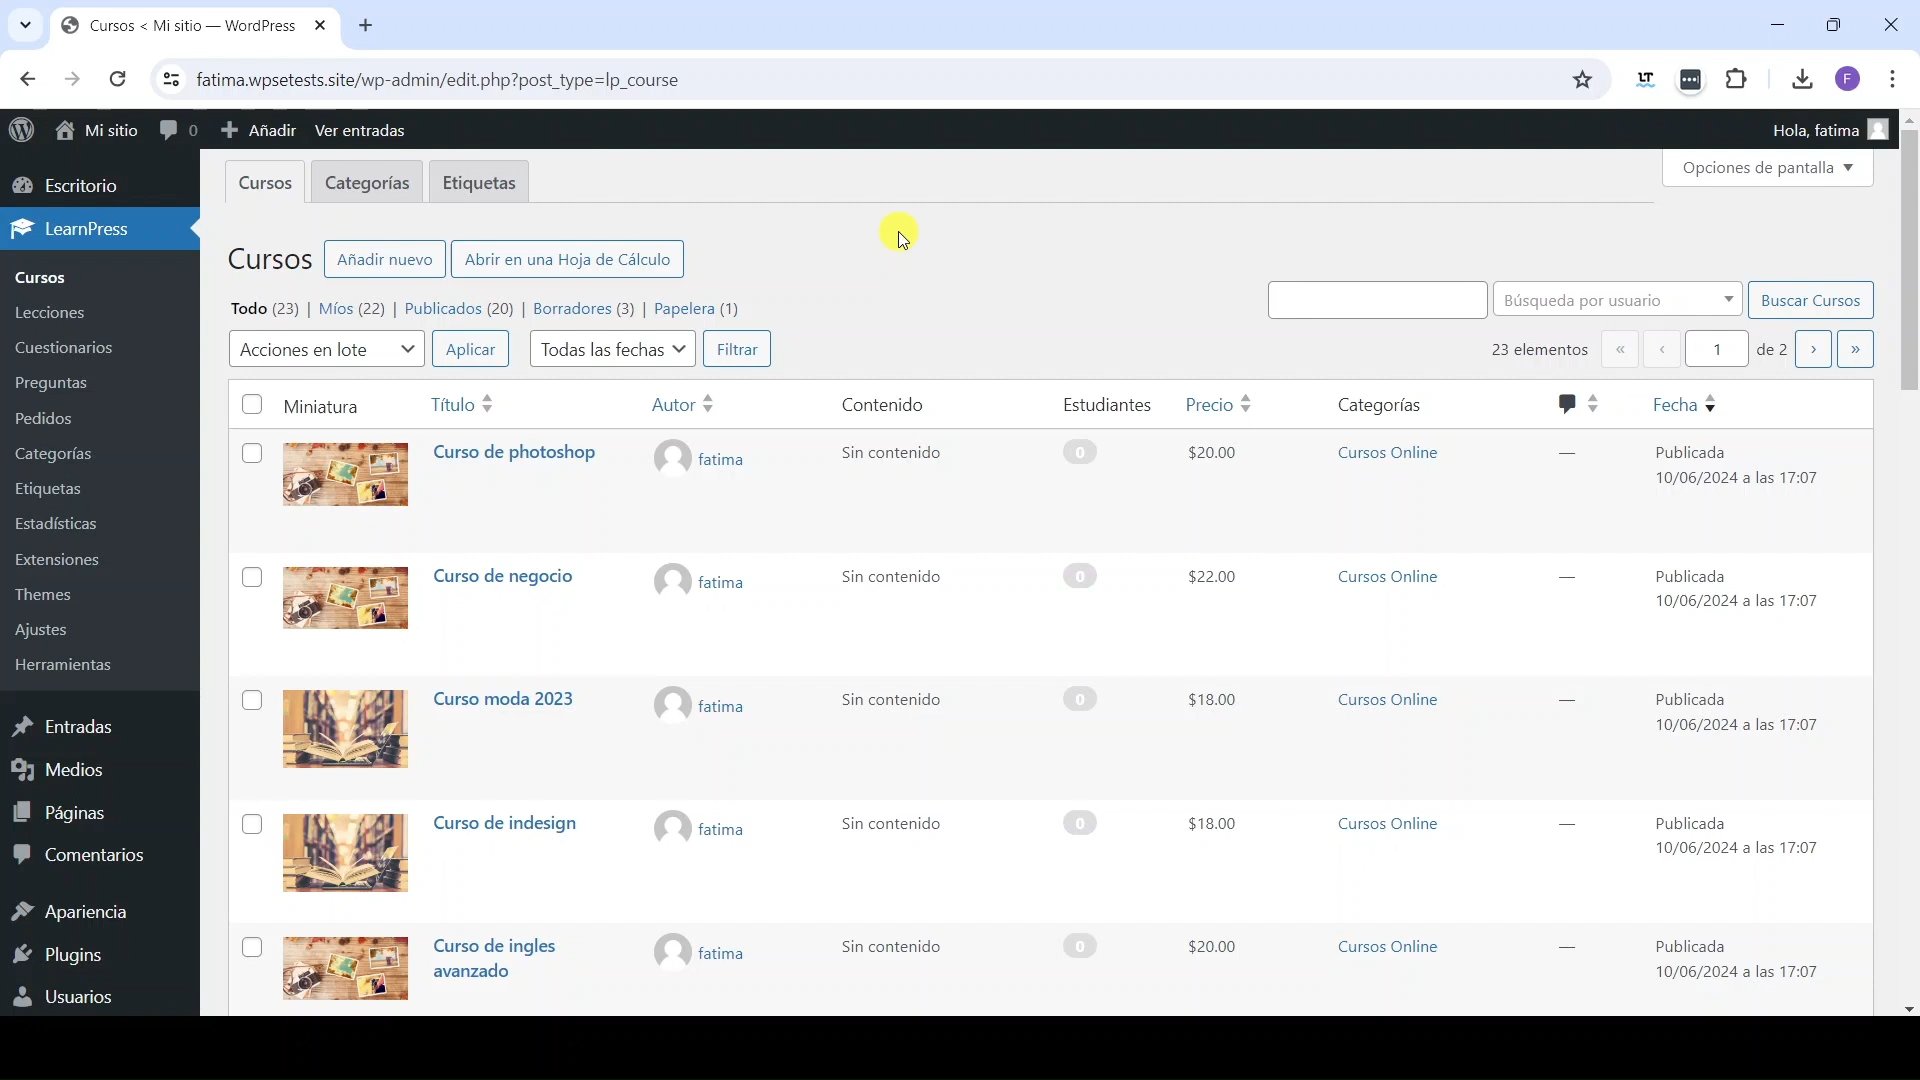 Cursos < Mi sitio — WordPress
fatima.wpsetests.site/wp-admin/edit.php?post_type=lp_course
LT
F
Mi sitio 0 Añadir Ver entradas Hola, fatima
Escritorio
LearnPress
Cursos
Lecciones
Cuestionarios
Preguntas
Pedidos
Categorías
Etiquetas
Estadísticas
Extensiones
Themes
Ajustes
Herramientas
Entradas
Medios
Páginas
Comentarios
Apariencia
Plugins
Usuarios
Cursos Categorías Etiquetas Opciones de pantalla
Cursos Añadir nuevo Abrir en una Hoja de Cálculo
Todo (23) | Míos (22) | Publicados (20) | Borradores (3) | Papelera (1)
Búsqueda por usuario Buscar Cursos
Acciones en lote Aplicar Todas las fechas Filtrar 23 elementos « ‹ 1 de 2 › »
Miniatura Título Autor Contenido Estudiantes Precio Categorías Fecha
Curso de photoshop fatima Sin contenido 0 $20.00 Cursos Online — Publicada
10/06/2024 a las 17:07
Curso de negocio fatima Sin contenido 0 $22.00 Cursos Online — Publicada
10/06/2024 a las 17:07
Curso moda 2023 fatima Sin contenido 0 $18.00 Cursos Online — Publicada
10/06/2024 a las 17:07
Curso de indesign fatima Sin contenido 0 $18.00 Cursos Online — Publicada
10/06/2024 a las 17:07
Curso de ingles fatima Sin contenido 0 $20.00 Cursos Online — Publicada
avanzado 10/06/2024 a las 17:07